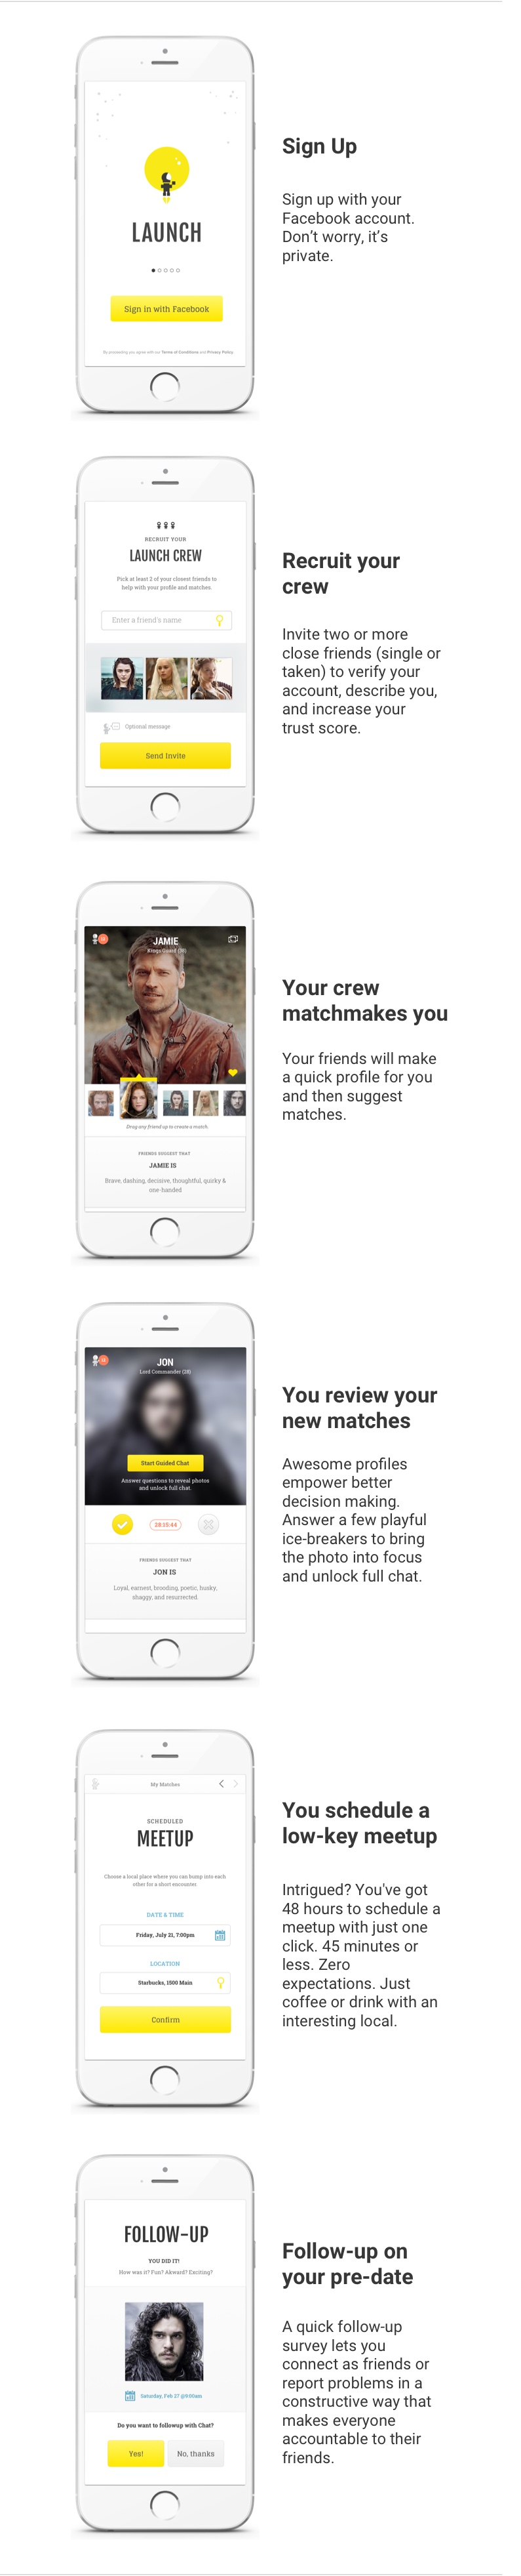 LAUNCH
Sign in with Facebook
By proceeding you agree with our Terms of Conditions and Privacy Policy
Sign Up
Sign up with your
Facebook account.
Don't worry, it's
private.
RECRUIT YOUR
LAUNCH CREW
Pick at least 2 of your closest friends to
help with your profile and matches.
Enter a friend's name
Optional message
Send Invite
Recruit your
crew
Invite two or more
close friends (single or
taken) to verify your
account, describe you,
and increase your
trust score.
JAMIE
Kings Guard (38)
Drag any friend up to create a match
FRIENDS SUGGEST THAT
JAMIE IS
Brave, dashing, decisive, thoughtful, quirky &
one-handed
Your crew
matchmakes you
Your friends will make
a quick profile for you
and then suggest
matches.
JON
Lord Commander (28)
Start Guided Chat
Answer questions to reveal photos
and unlock full chat.
28:15:44
FRIENDS SUGGEST THAT
JON IS
Loyal, earnest, brooding, poetic, husky,
shaggy, and resurrected.
You review your
new matches
Awesome profiles
empower better
decision making.
Answer a few playful
ice-breakers to bring
the photo into focus
and unlock full chat.
My Matches
SCHEDULED
MEETUP
Choose a local place where you can bump into each
other for a short encounter.
DATE & TIME
Friday, July 21, 7:00pm
LOCATION
Starbucks, 1500 Main
Confirm
You schedule a
low-key meetup
Intrigued? You've got
48 hours to schedule a
meetup with just one
click. 45 minutes or
less. Zero
expectations. Just
coffee or drink with an
interesting local.
FOLLOW-UP
YOU DID IT!
How was it? Fun? Akward? Exciting?
Saturday, Feb 27 @9:00am
Do you want to followup with Chat?
Yes!
No, thanks
Follow-up on
your pre-date
A quick follow-up
survey lets you
connect as friends or
report problems in a
constructive way that
makes everyone
accountable to their
friends.